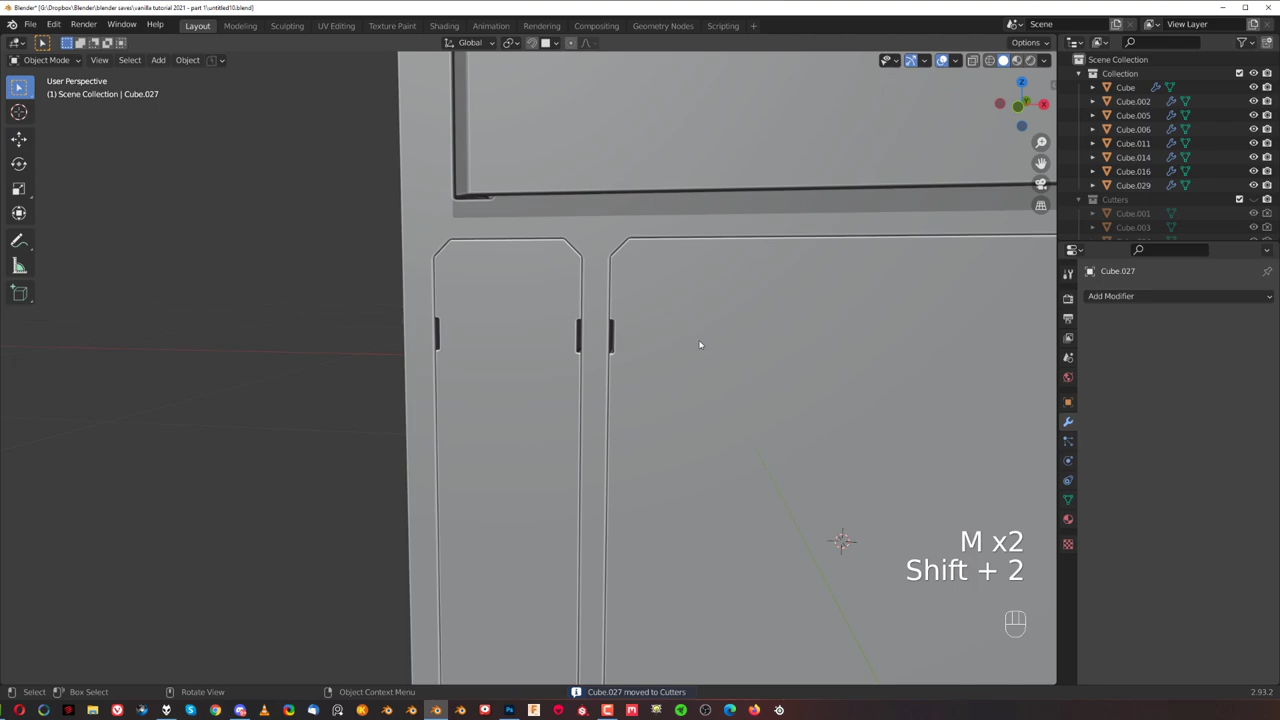 Blender* [G:\Dropbox\Blender\blender saves\vanilla tutorial 2021 - part 1\untitled10.blend]
File Edit Render Window Help Layout Modeling Sculpting UV Editing Texture Paint Shading Animation Rendering Compositing Geometry Nodes Scripting + Scene View Layer
Global Options
Object Mode View Select Add Object
User Perspective
(1) Scene Collection | Cube.027
Z
Y
X
Scene Collection
Collection
Cube
Cube.002
Cube.005
Cube.006
Cube.011
Cube.014
Cube.016
Cube.029
Cutters
Cube.001
Cube.003
Cube.027
Add Modifier
M x2
Shift + 2
Select Box Select Rotate View Object Context Menu Cube.027 moved to Cutters 2.93.2